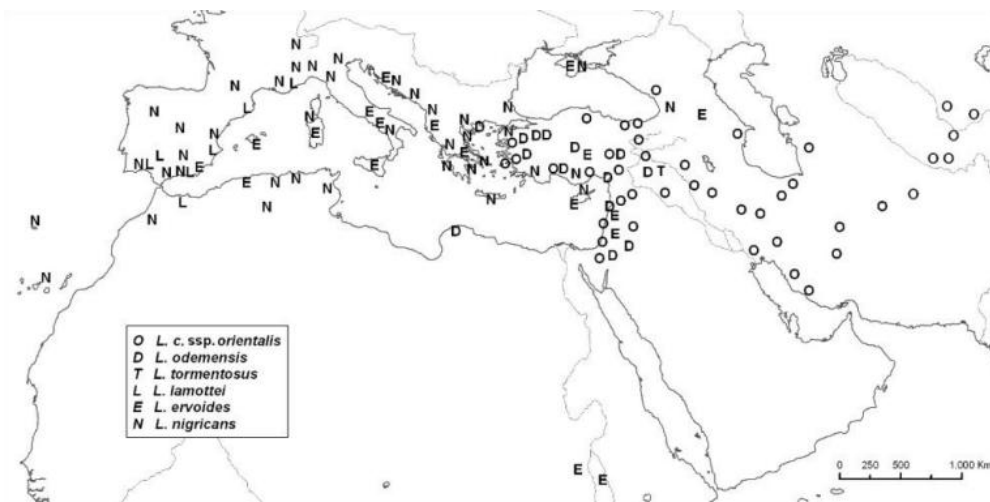 N
N
N N E N
N E N
N N L N O
N O
L N N N E O
N N E O O
N N E N D N O O O
N N E N O D D D O O O
L L N N E O D E O D O O O
N L N N L E E N N N O D O D N O O D T O
E N N N O O O
L N N E O O O O O O
N N E D E O O O
N D O E O O
O E O O
O D D O O
N O
O
O L. c. ssp. orientalis
D L. odemensis
T L. tormentosus
L L. lamottei
E L. ervoides
N L. nigricans
E E
0 250 500 1.000 Km